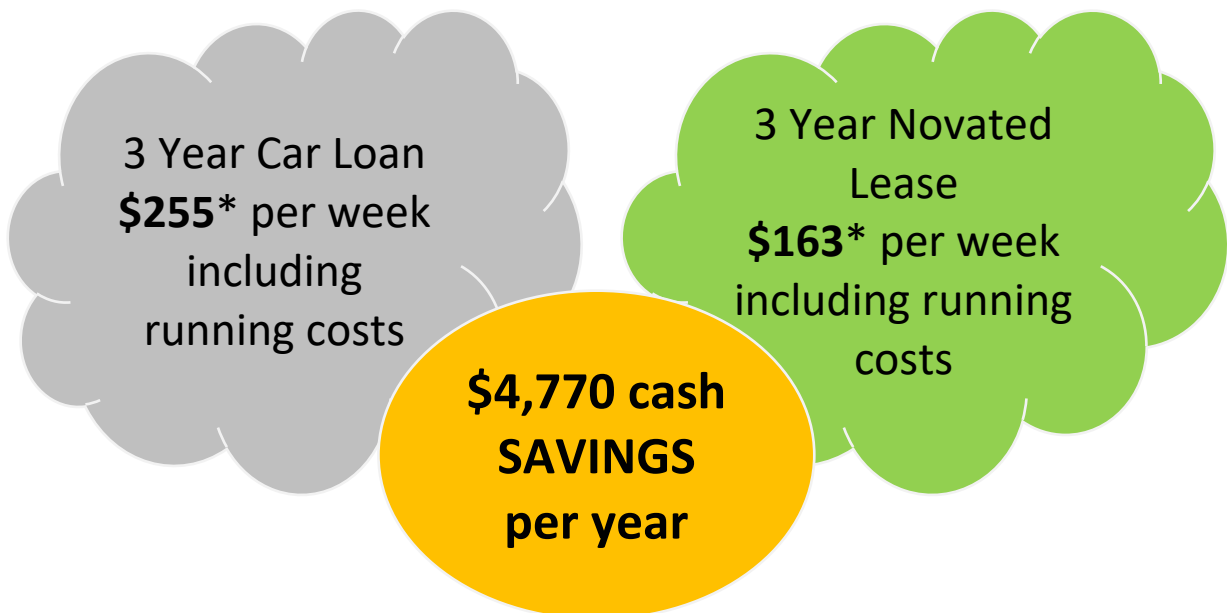 3 Year Car Loan
$255* per week
including
running costs
3 Year Novated
Lease
$163* per week
including running
costs
$4,770 cash
SAVINGS
per year